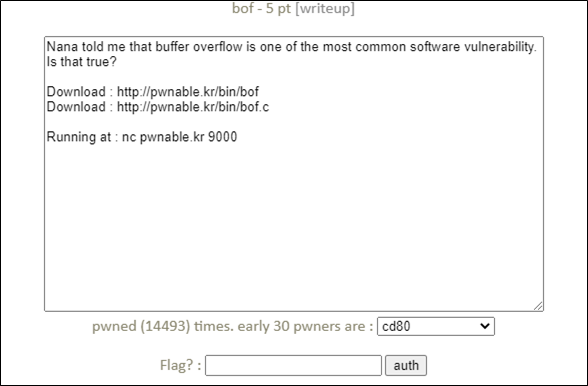 bof - 5 pt [writeup]
Nana told me that buffer overflow is one of the most common software vulnerability.
Is that true?
Download : http://pwnable.kr/bin/bof
Download : http://pwnable.kr/bin/bof.c
Running at : nc pwnable.kr 9000
pwned (14493) times. early 30 pwners are : cd80
Flag? : auth